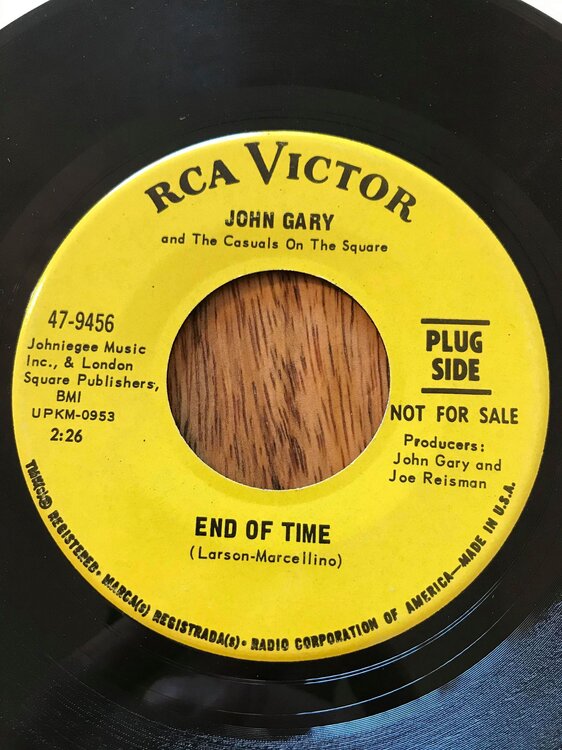 RCA VICTOR
JOHN GARY
and The Casuals On The Square
47-9456
Johniegee Music
Inc., & London
Square Publishers,
BMI
UPKM-0953
2:26
PLUG
SIDE
NOT FOR SALE
Producers:
John Gary and
Joe Reisman
END OF TIME
(Larson-Marcellino)
TMK(s)® REGISTERED • MARCA(s) REGISTRADA(s) • RADIO CORPORATION OF AMERICA—MADE IN U.S.A.